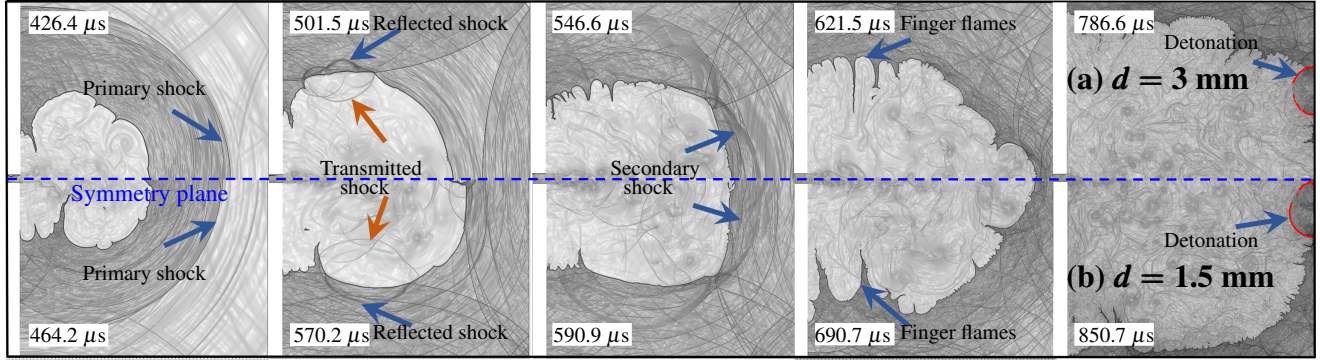 426.4 μs
Primary shock
Symmetry plane
Primary shock
464.2 μs
501.5 μs
Reflected shock
Transmitted
shock
Reflected shock
570.2 μs
546.6 μs
Secondary
shock
590.9 μs
621.5 μs
Finger flames
Finger flames
690.7 μs
786.6 μs
Detonation
(a) d = 3 mm
Detonation
(b) d = 1.5 mm
850.7 μs